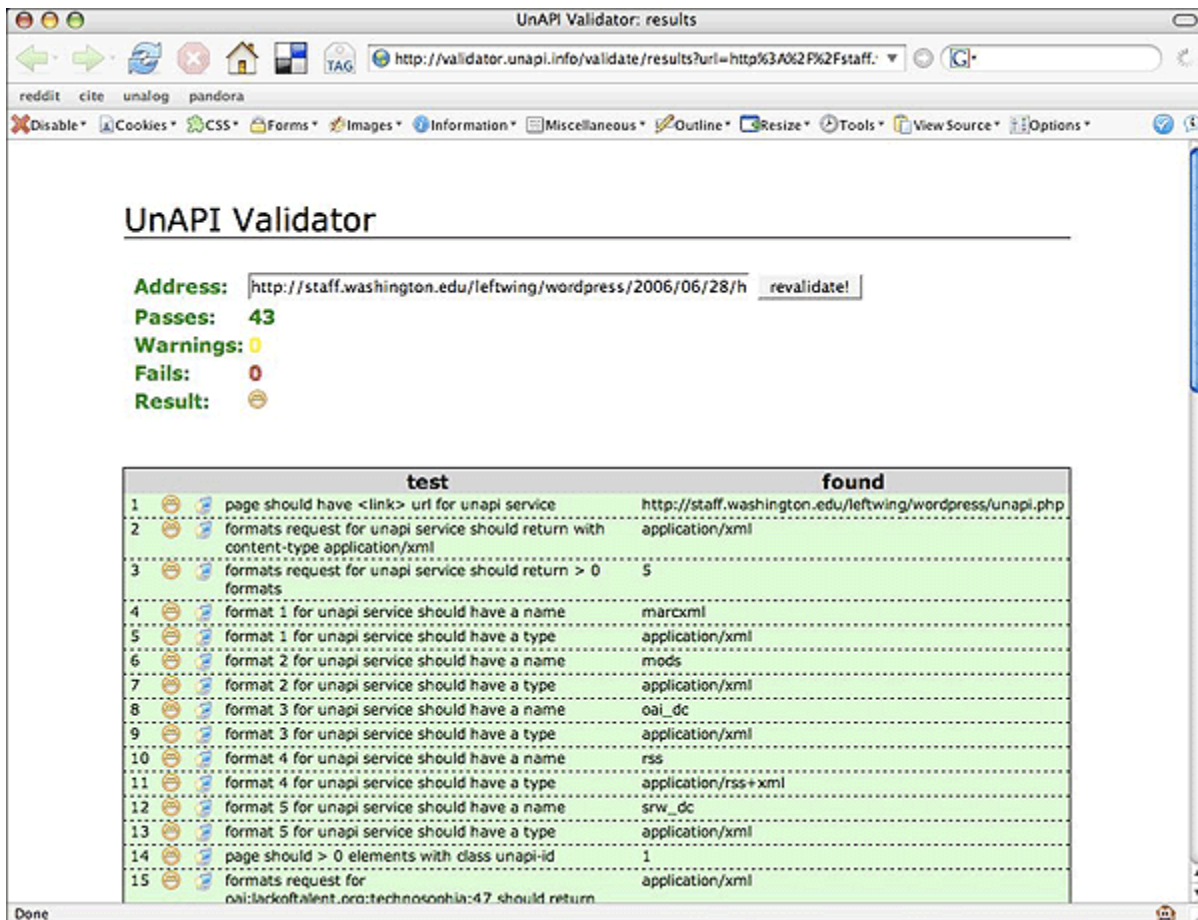 UnAPI Validator: results
TAG
http://validator.unapi.info/validate/results?url=http%3A%2F%2Fstaff.
G
reddit cite unalog pandora
Disable Cookies CSS Forms Images Information Miscellaneous Outline Resize Tools View Source Options
UnAPI Validator
Address: http://staff.washington.edu/leftwing/wordpress/2006/06/28/h revalidate!
Passes: 43
Warnings: 0
Fails: 0
Result:
test found
1 page should have <link> url for unapi service http://staff.washington.edu/leftwing/wordpress/unapi.php
2 formats request for unapi service should return with application/xml
content-type application/xml
3 formats request for unapi service should return > 0 5
formats
4 format 1 for unapi service should have a name marcxml
5 format 1 for unapi service should have a type application/xml
6 format 2 for unapi service should have a name mods
7 format 2 for unapi service should have a type application/xml
8 format 3 for unapi service should have a name oai_dc
9 format 3 for unapi service should have a type application/xml
10 format 4 for unapi service should have a name rss
11 format 4 for unapi service should have a type application/rss+xml
12 format 5 for unapi service should have a name srw_dc
13 format 5 for unapi service should have a type application/xml
14 page should > 0 elements with class unapi-id 1
15 formats request for application/xml
oai:lackoftalent.org:technosophia:47 should return
Done